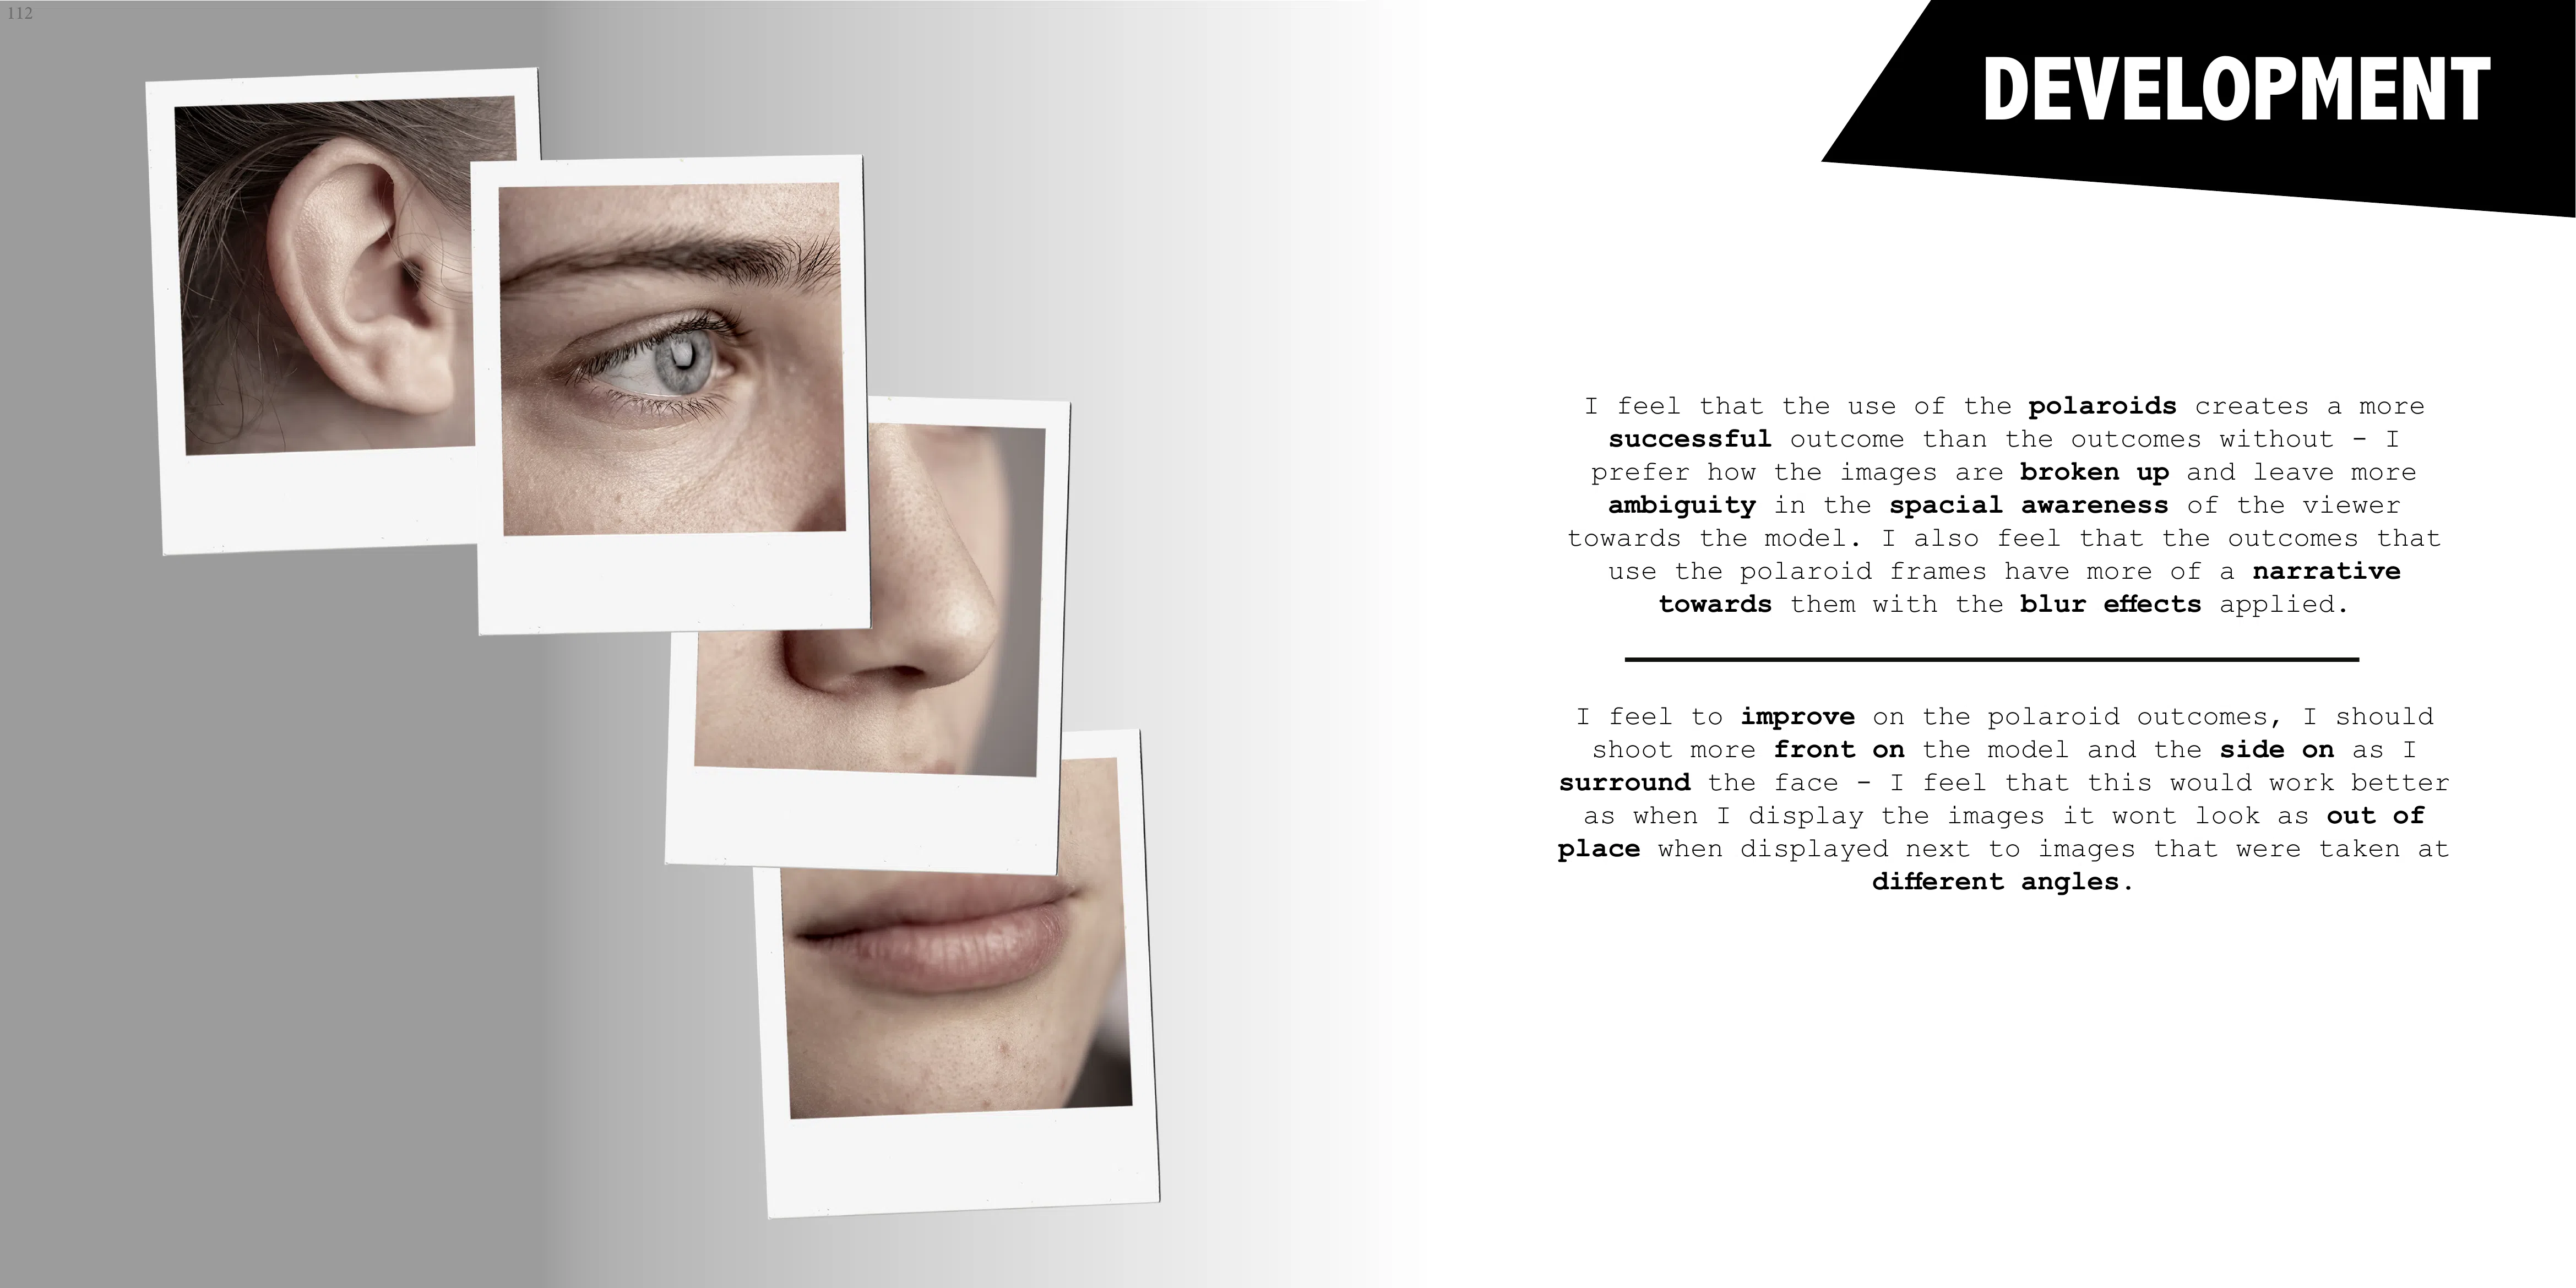 112
DEVELOPMENT
I feel that the use of the polaroids creates a more
successful outcome than the outcomes without - I
prefer how the images are broken up and leave more
ambiguity in the spacial awareness of the viewer
towards the model. I also feel that the outcomes that
use the polaroid frames have more of a narrative
towards them with the blur effects applied.
I feel to improve on the polaroid outcomes, I should
shoot more front on the model and the side on as I
surround the face - I feel that this would work better
as when I display the images it wont look as out of
place when displayed next to images that were taken at
different angles.